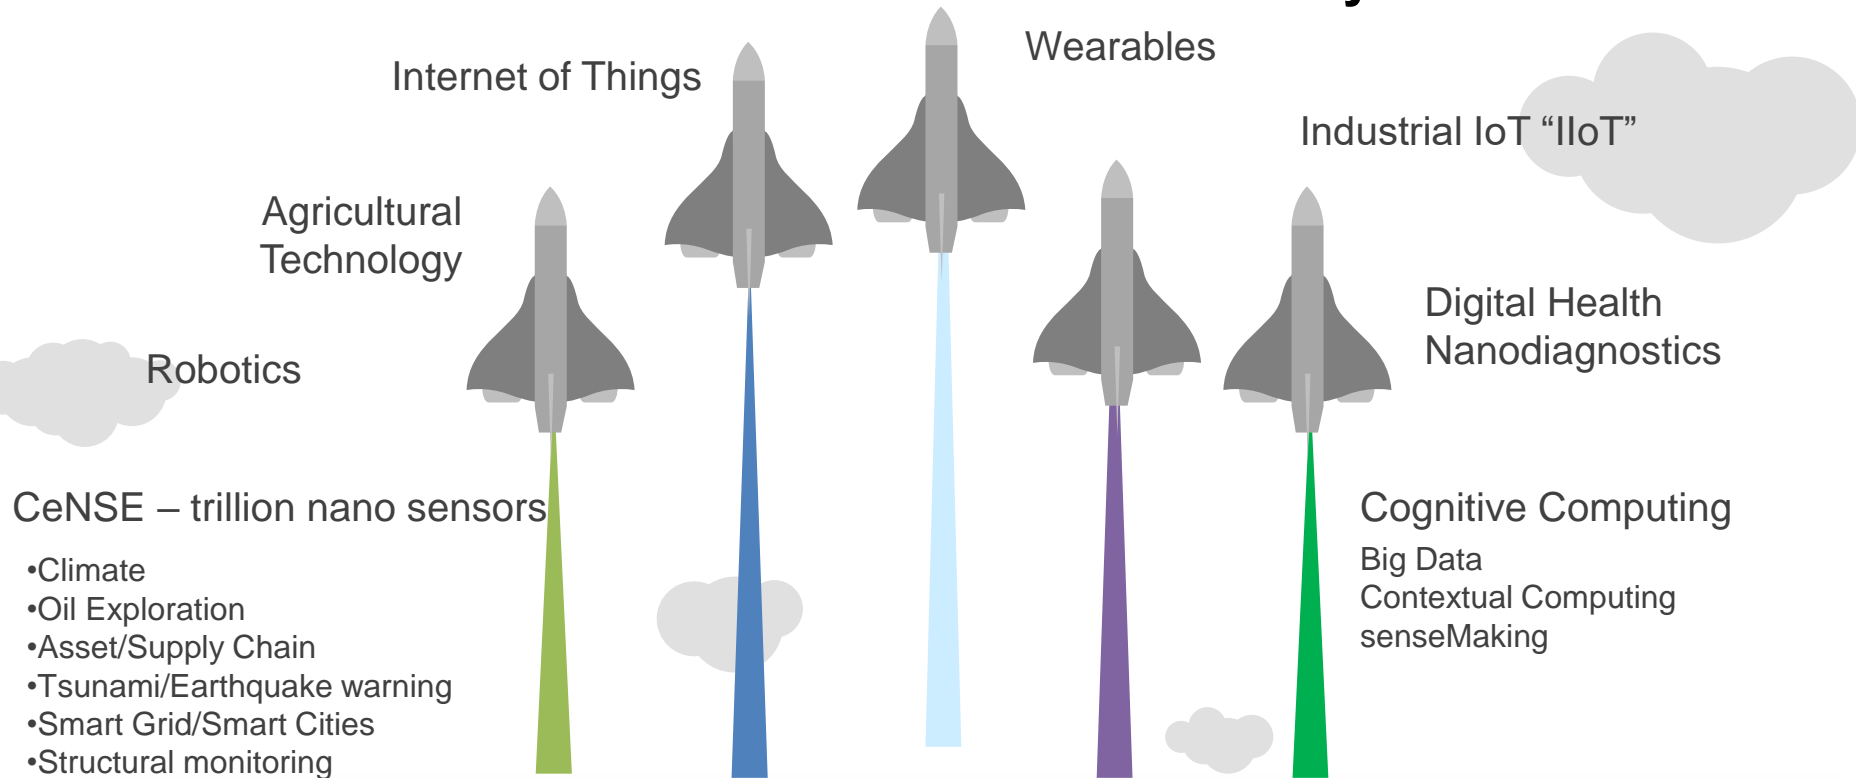 Wearables
Internet of Things
Industrial IoT “IIoT”
Agricultural
Technology
Digital Health
Nanodiagnostics
Robotics
CeNSE – trillion nano sensors
•Climate
•Oil Exploration
•Asset/Supply Chain
•Tsunami/Earthquake warning
•Smart Grid/Smart Cities
•Structural monitoring
Cognitive Computing
Big Data
Contextual Computing
senseMaking